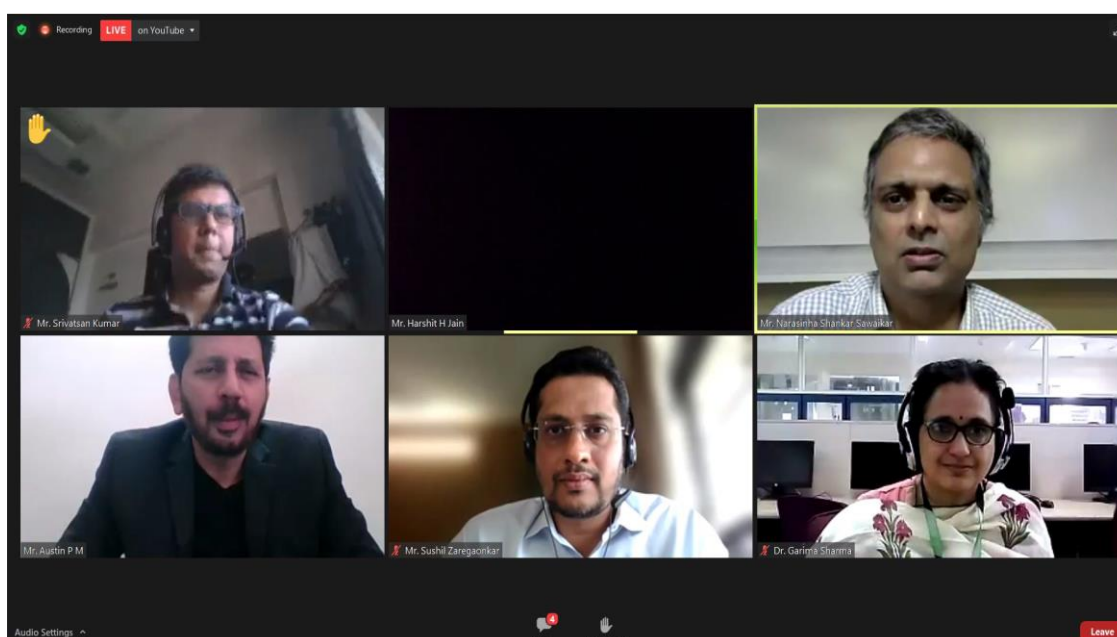 Recording LIVE on YouTube
Mr. Srivatsan Kumar
Mr. Harshit H Jain
Mr. Narasinha Shankar Sawaikar
Mr. Austin P M
Mr. Sushil Zaregaonkar
Dr. Garima Sharma
4
Audio Settings
Leave